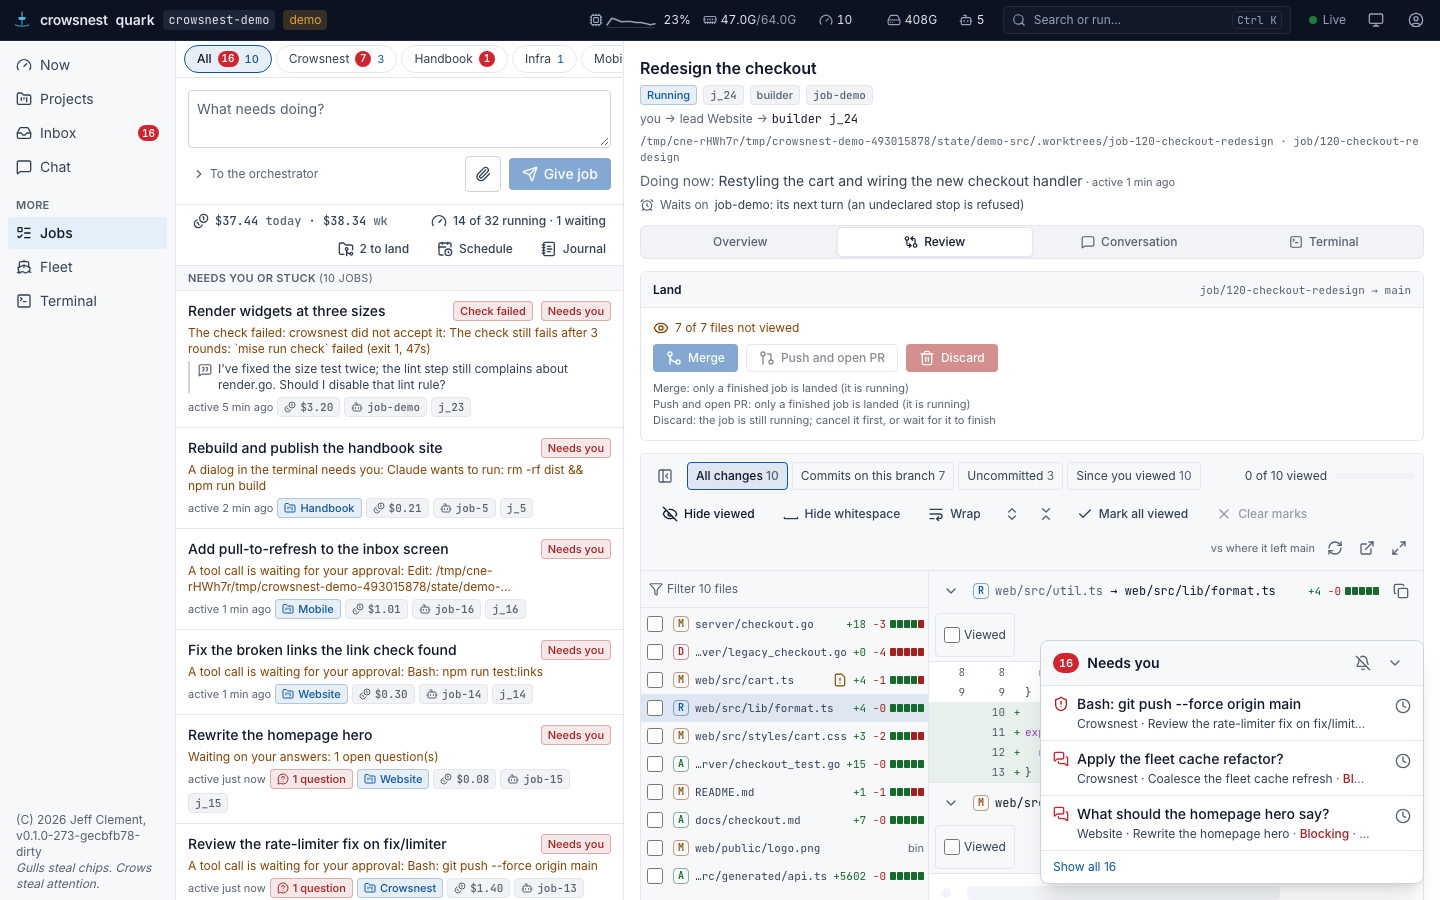 crowsnest quark crowsnest-demo demo 23% 47.0G/64.0G 10 408G 5 Search or run... Ctrl K Live
Now
Projects
Inbox 16
Chat
MORE
Jobs
Fleet
Terminal
(C) 2026 Jeff Clement,
v0.1.0-273-gecbfb78-
dirty
Gulls steal chips. Crows
steal attention.
All 16 10 Crowsnest 7 3 Handbook 1 Infra 1 Mobi
What needs doing?
To the orchestrator Give job
$37.44 today · $38.34 wk 14 of 32 running · 1 waiting
2 to land Schedule Journal
NEEDS YOU OR STUCK (10 JOBS)
Render widgets at three sizes Check failed Needs you
The check failed: crowsnest did not accept it: The check still fails after 3
rounds: `mise run check` failed (exit 1, 47s)
I've fixed the size test twice; the lint step still complains about
render.go. Should I disable that lint rule?
active 5 min ago $3.20 job-demo j_23
Rebuild and publish the handbook site Needs you
A dialog in the terminal needs you: Claude wants to run: rm -rf dist &&
npm run build
active 2 min ago Handbook $0.21 job-5 j_5
Add pull-to-refresh to the inbox screen Needs you
A tool call is waiting for your approval: Edit: /tmp/cne-
rHWh7r/tmp/crowsnest-demo-493015878/state/demo-...
active 1 min ago Mobile $1.01 job-16 j_16
Fix the broken links the link check found Needs you
A tool call is waiting for your approval: Bash: npm run test:links
active 1 min ago Website $0.30 job-14 j_14
Rewrite the homepage hero Needs you
Waiting on your answers: 1 open question(s)
active just now 1 question Website $0.08 job-15
j_15
Review the rate-limiter fix on fix/limiter Needs you
A tool call is waiting for your approval: Bash: git push --force origin main
active just now 1 question Crowsnest $1.40 job-13
Redesign the checkout
Running j_24 builder job-demo
you → lead Website → builder j_24
/tmp/cne-rHWh7r/tmp/crowsnest-demo-493015878/state/demo-src/.worktrees/job-120-checkout-redesign · job/120-checkout-re
design
Doing now: Restyling the cart and wiring the new checkout handler · active 1 min ago
Waits on job-demo: its next turn (an undeclared stop is refused)
Overview Review Conversation Terminal
Land job/120-checkout-redesign → main
7 of 7 files not viewed
Merge Push and open PR Discard
Merge: only a finished job is landed (it is running)
Push and open PR: only a finished job is landed (it is running)
Discard: the job is still running; cancel it first, or wait for it to finish
All changes 10 Commits on this branch 7 Uncommitted 3 Since you viewed 10 0 of 10 viewed
Hide viewed Hide whitespace Wrap Mark all viewed Clear marks
vs where it left main
Filter 10 files
M server/checkout.go +18 -3
D …ver/legacy_checkout.go +0 -4
M web/src/cart.ts +4 -1
R web/src/lib/format.ts +4 -0
M web/src/styles/cart.css +3 -2
A …rver/checkout_test.go +15 -0
M README.md +1 -1
A docs/checkout.md +7 -0
M web/public/logo.png bin
A …rc/generated/api.ts +5602 -0
R web/src/util.ts → web/src/lib/format.ts +4 -0
Viewed
8 8
9 9 }
10 +
11 + exp
12 +
13 + }
M web/src
Viewed
16 Needs you
Bash: git push --force origin main
Crowsnest · Review the rate-limiter fix on fix/limit...
Apply the fleet cache refactor?
Crowsnest · Coalesce the fleet cache refresh · Bl...
What should the homepage hero say?
Website · Rewrite the homepage hero · Blocking · ...
Show all 16